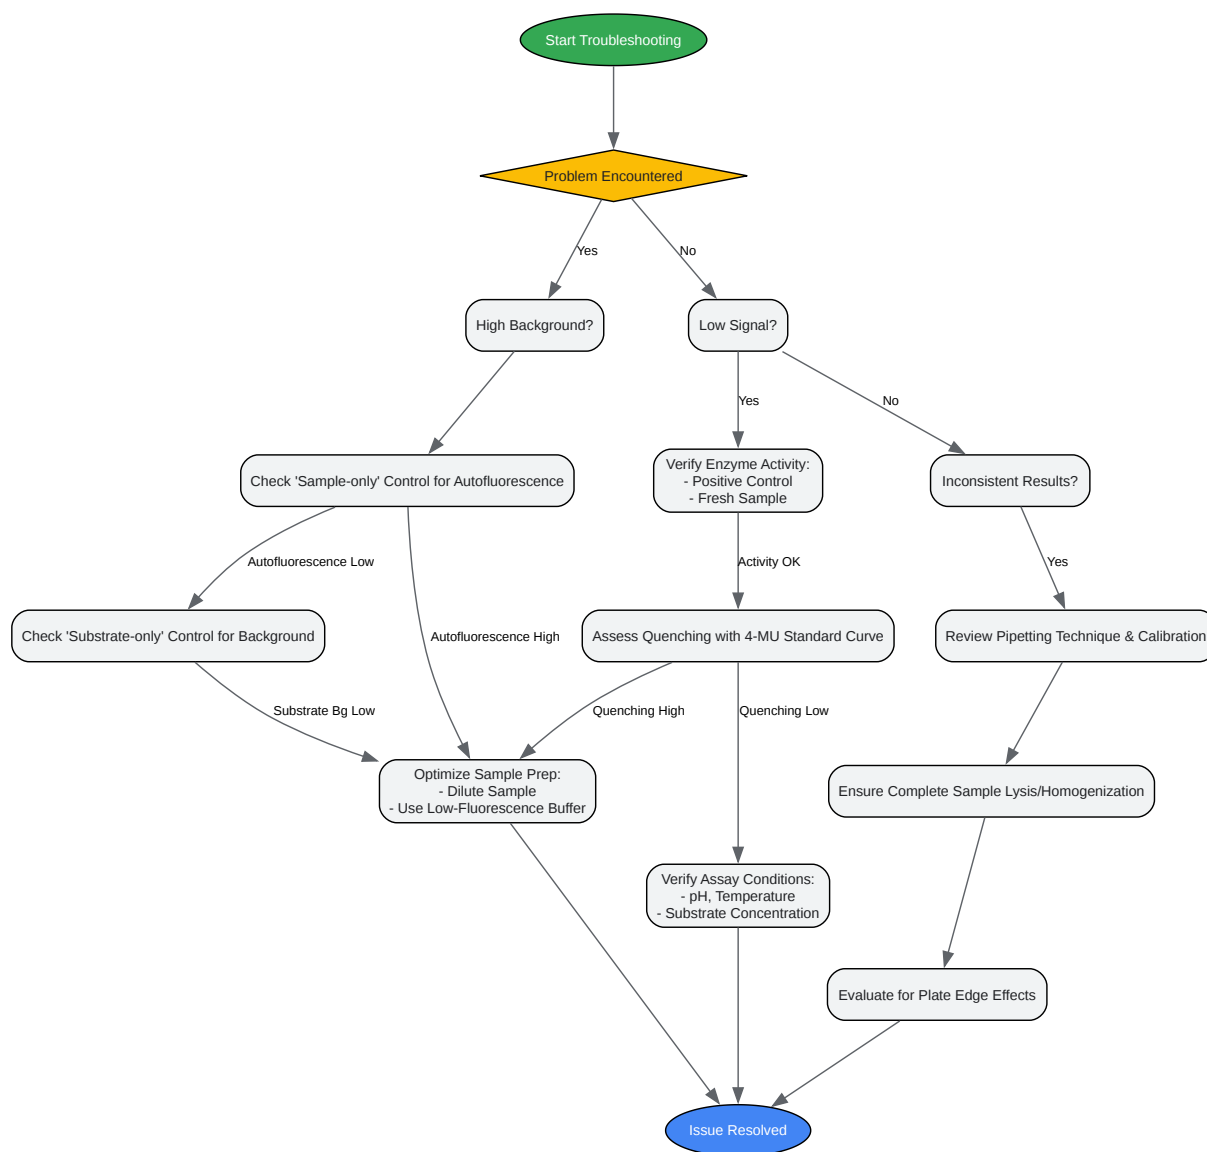 Start Troubleshooting
Problem Encountered
Yes
No
High Background?
Low Signal?
Yes
No
Check 'Sample-only' Control for Autofluorescence
Verify Enzyme Activity:
- Positive Control
- Fresh Sample
Inconsistent Results?
Autofluorescence Low
Activity OK
Yes
Check 'Substrate-only' Control for Background
Autofluorescence High
Assess Quenching with 4-MU Standard Curve
Review Pipetting Technique & Calibration
Substrate Bg Low
Quenching High
Quenching Low
Optimize Sample Prep:
- Dilute Sample
- Use Low-Fluorescence Buffer
Ensure Complete Sample Lysis/Homogenization
Verify Assay Conditions:
- pH, Temperature
- Substrate Concentration
Evaluate for Plate Edge Effects
Issue Resolved